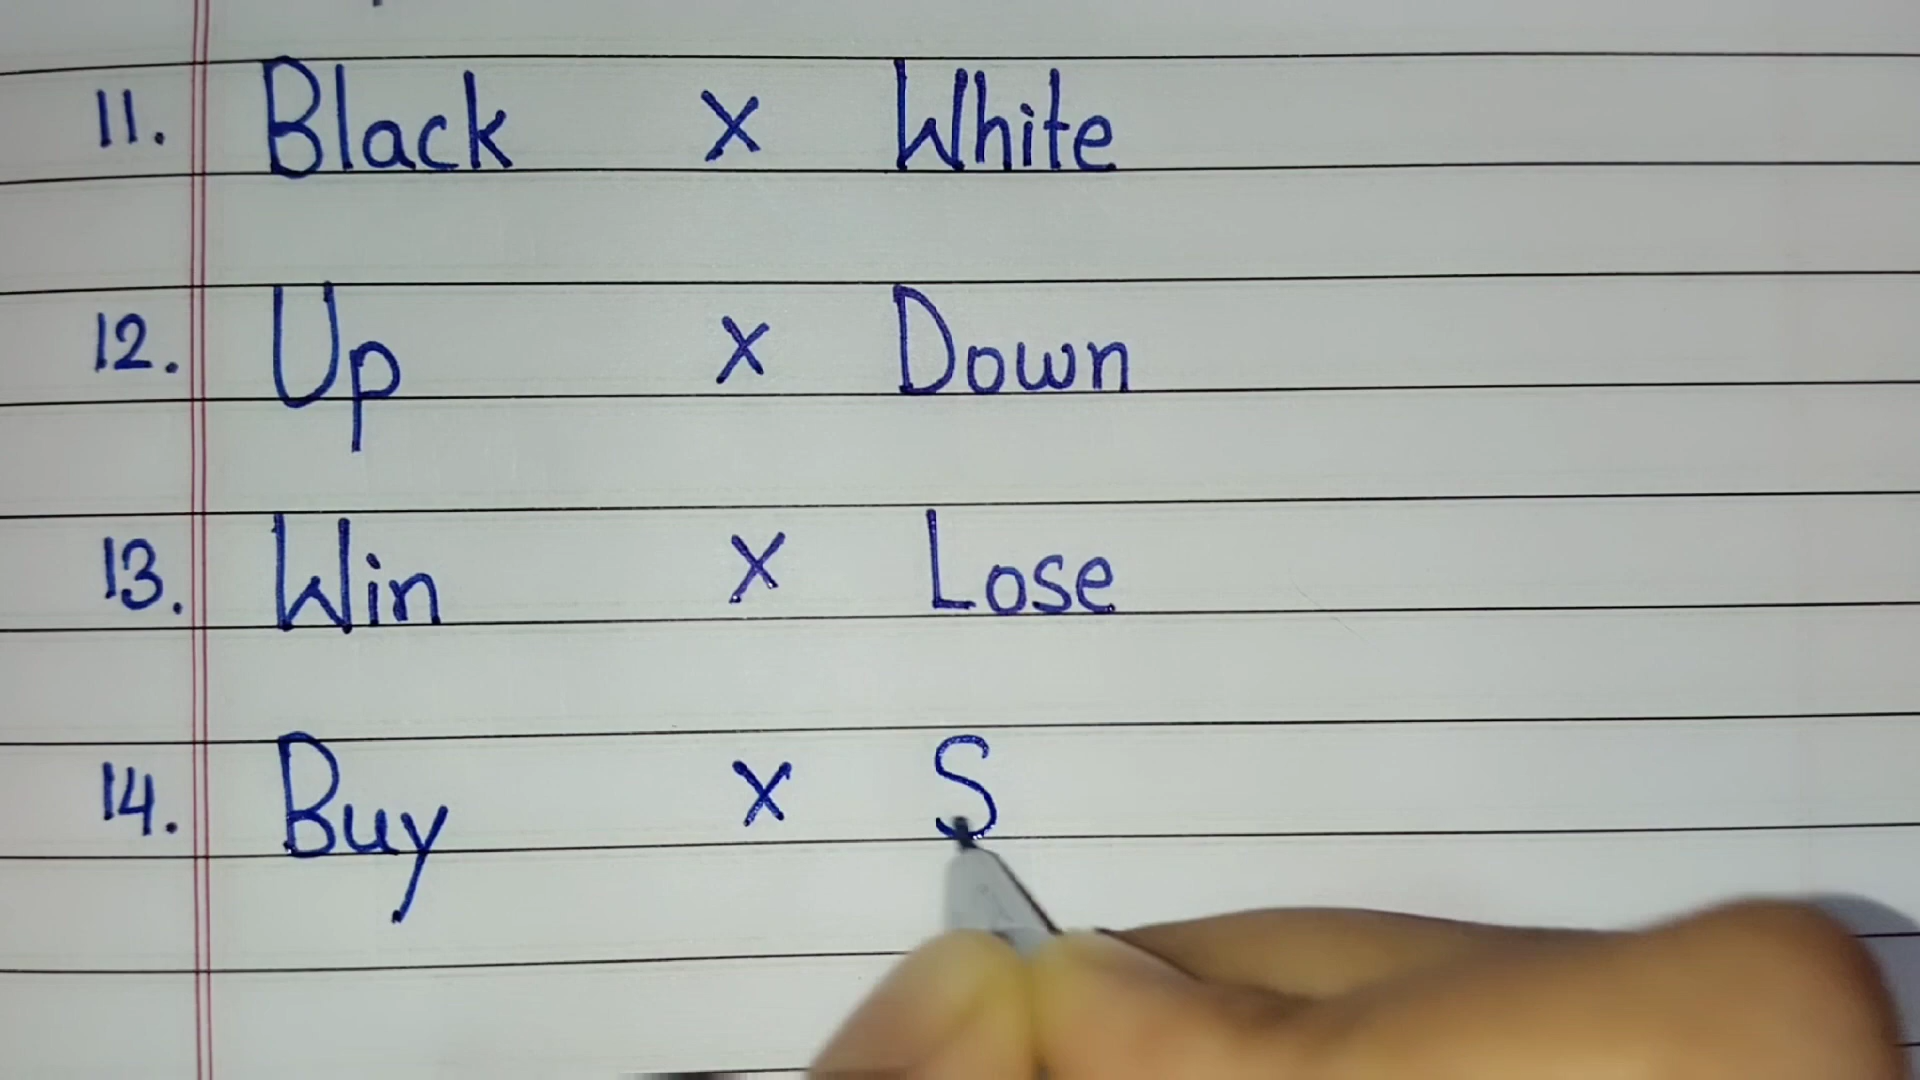 11. Black x White
12. Up x Down
13. Win x Lose
14. Buy x S